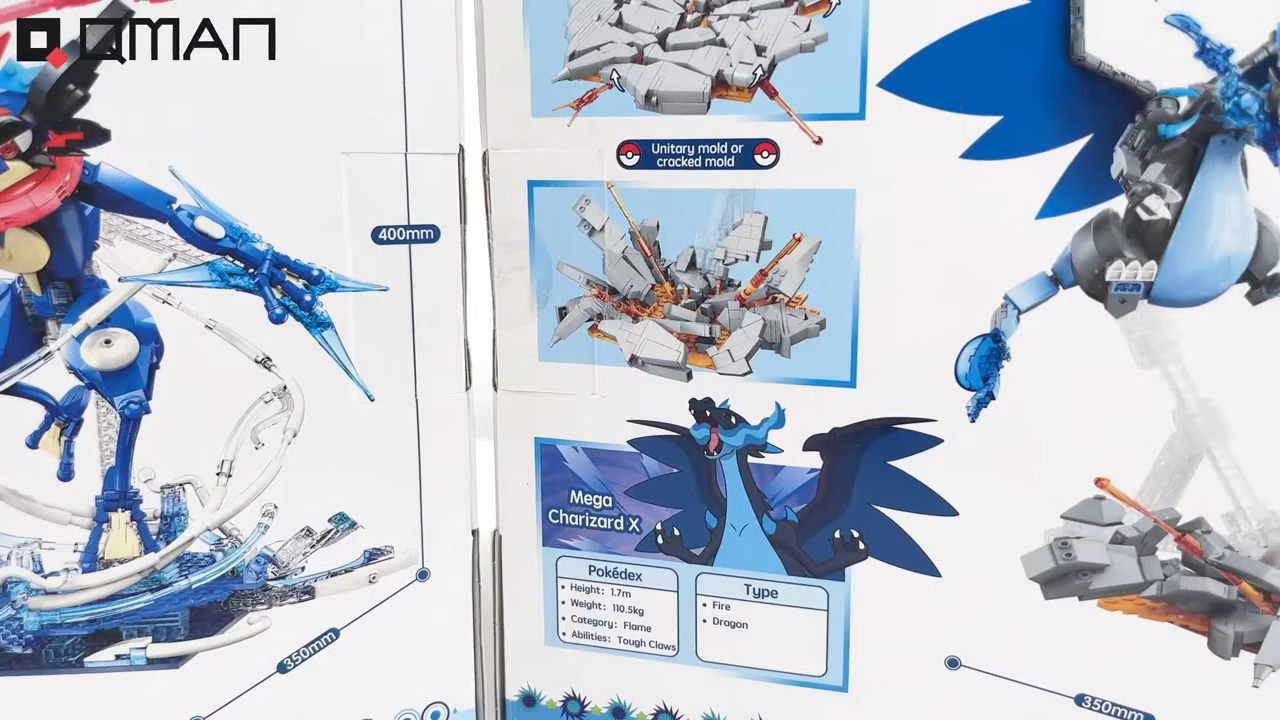 QMAN
Unitary mold or
cracked mold
400mm
350mm
Mega
Charizard X
Pokédex
• Height: 1.7m
• Weight: 110.5kg
• Category: Flame
• Abilities: Tough Claws
Type
• Fire
• Dragon
350mm